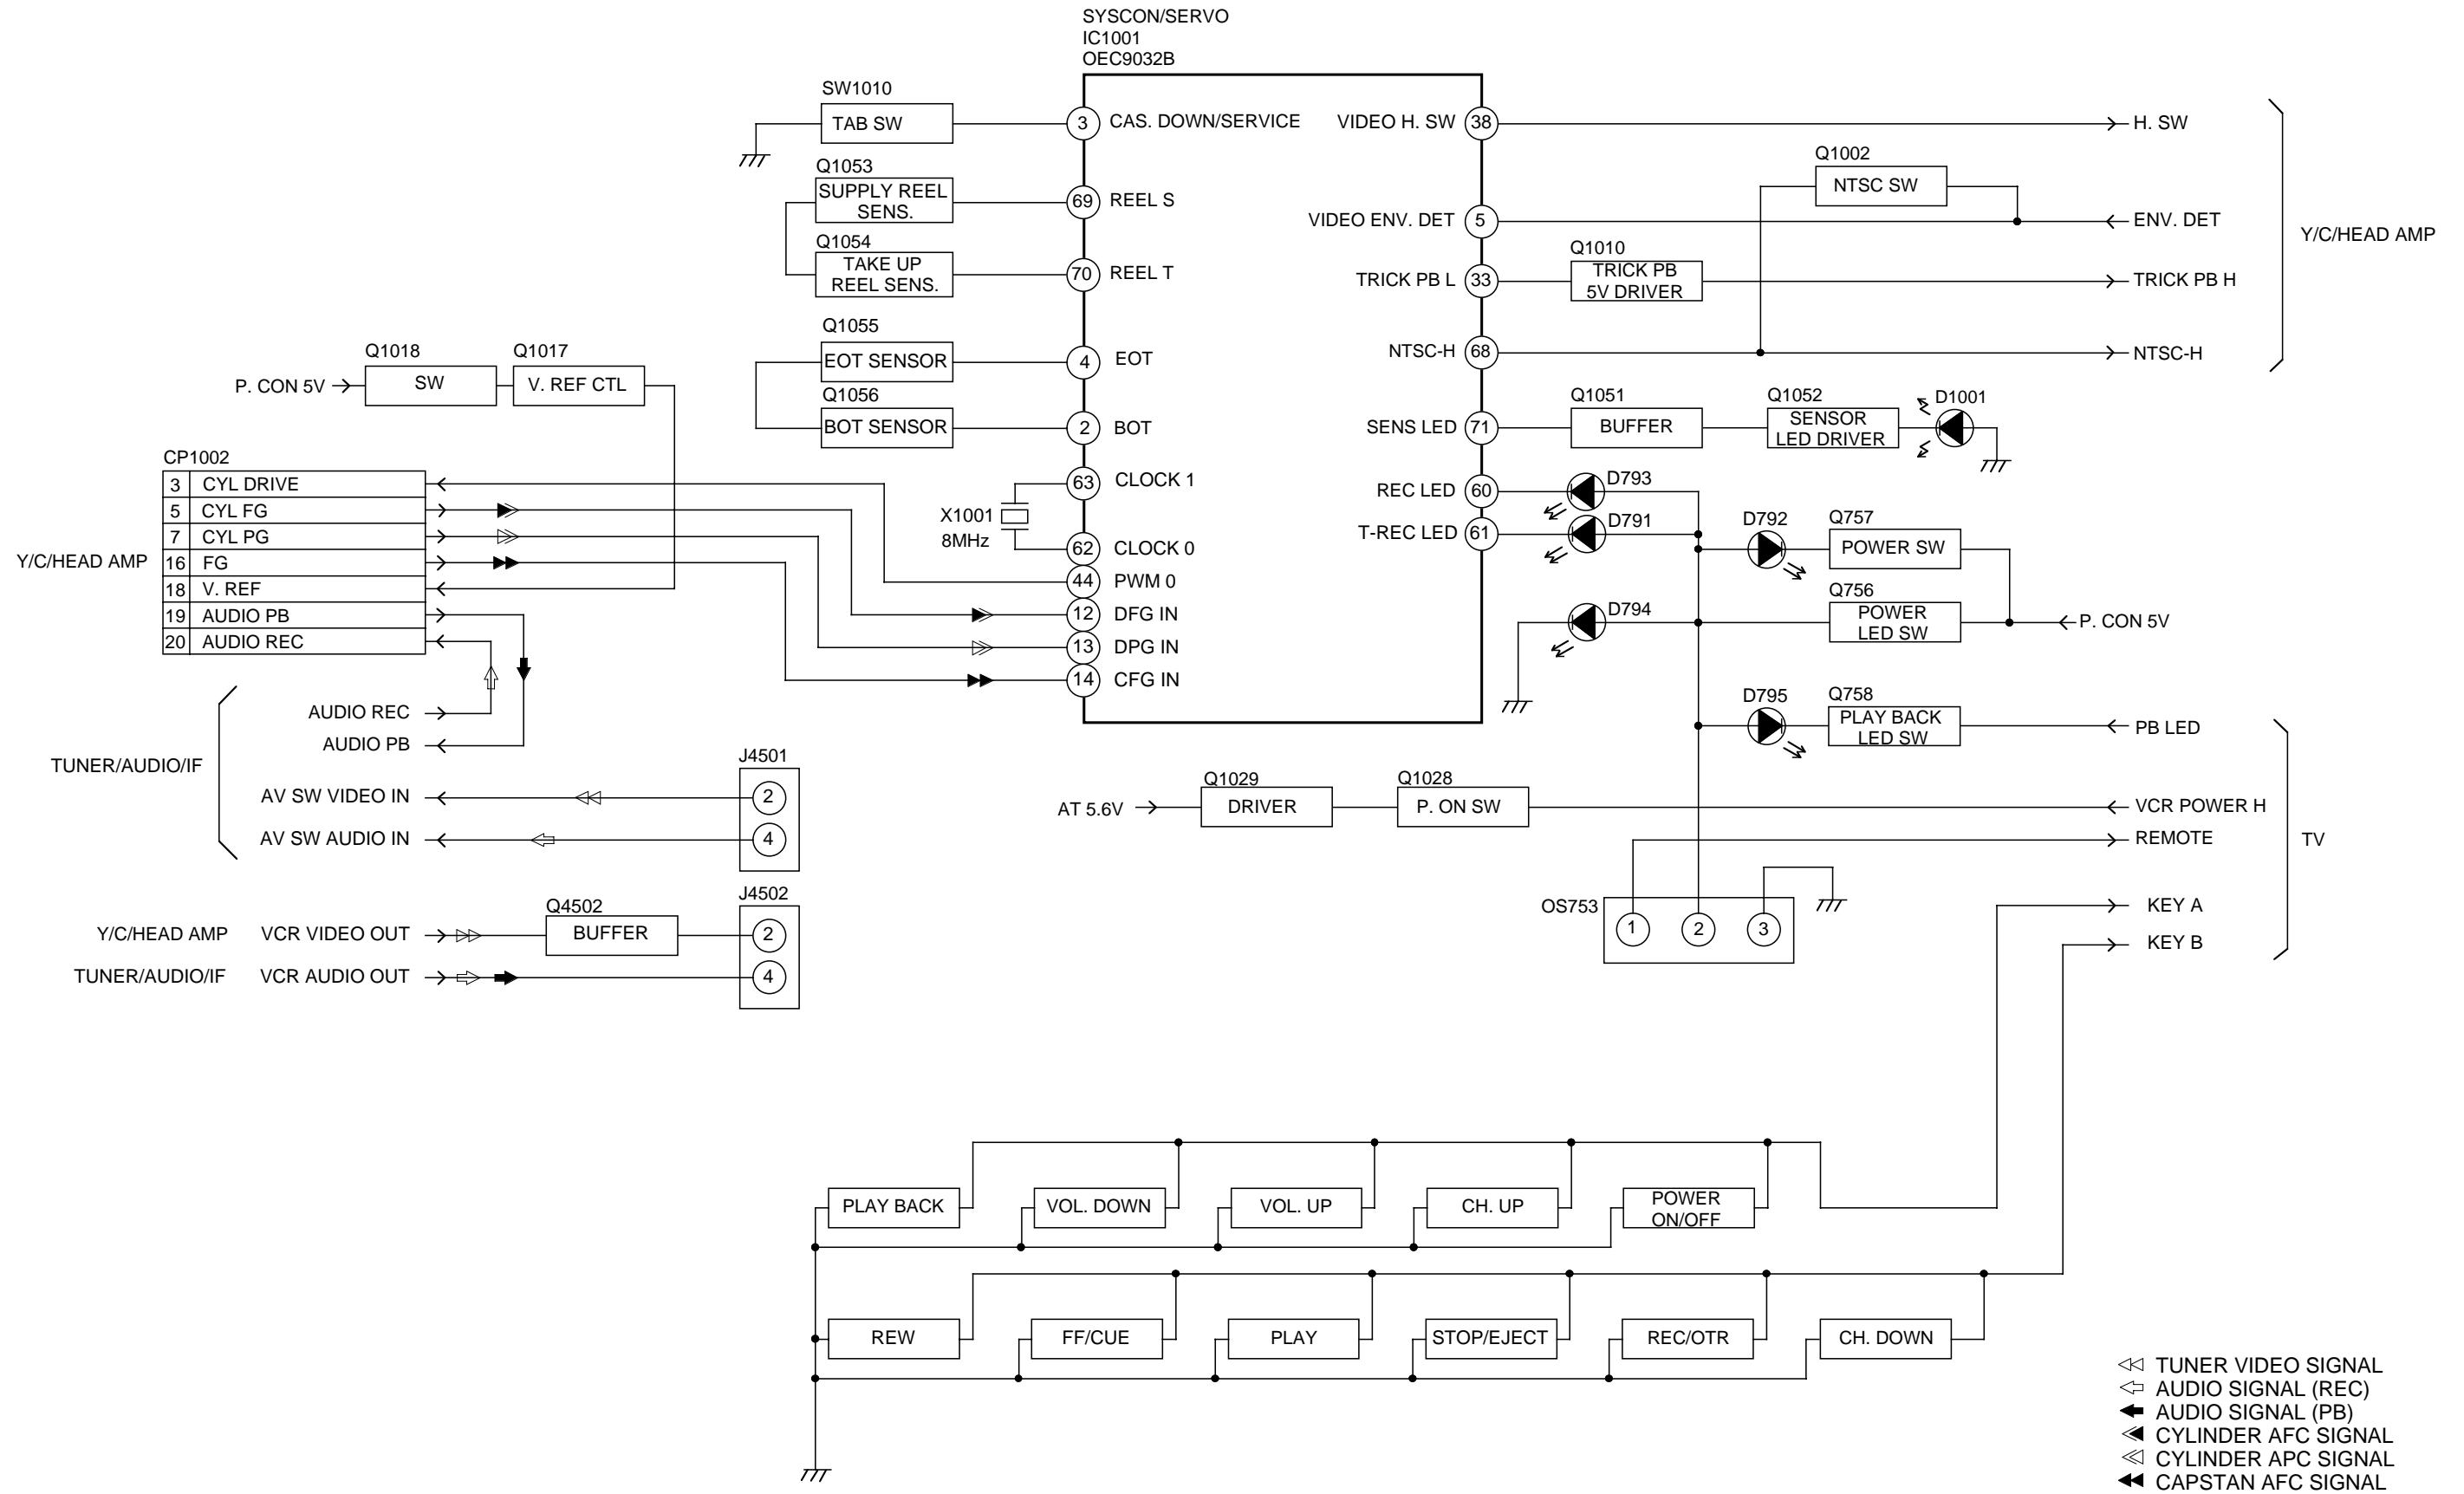 SYSCON/SERVO
IC1001
OEC9032B
SW1010
TAB SW
3
CAS. DOWN/SERVICE
VIDEO H. SW
38
H. SW
Q1053
SUPPLY REEL
SENS.
69
REEL S
Q1002
NTSC SW
VIDEO ENV. DET
5
ENV. DET
Y/C/HEAD AMP
Q1054
TAKE UP
REEL SENS.
70
REEL T
Q1010
TRICK PB L
33
TRICK PB
5V DRIVER
TRICK PB H
Q1055
EOT SENSOR
4
EOT
NTSC-H
68
NTSC-H
Q1018
Q1017
P. CON 5V
SW
V. REF CTL
Q1056
BOT SENSOR
2
BOT
Q1051
Q1052
D1001
SENS LED
71
BUFFER
SENSOR
LED DRIVER
CP1002
3 CYL DRIVE
5 CYL FG
7 CYL PG
16 FG
18 V. REF
19 AUDIO PB
20 AUDIO REC
Y/C/HEAD AMP
63
CLOCK 1
X1001
8MHz
62
CLOCK 0
44
PWM 0
12
DFG IN
13
DPG IN
14
CFG IN
REC LED
60
D793
T-REC LED
61
D791
D792
Q757
POWER SW
Q756
D794
POWER
LED SW
P. CON 5V
AUDIO REC
AUDIO PB
TUNER/AUDIO/IF
AV SW VIDEO IN
AV SW AUDIO IN
J4501
2
4
D795
Q758
PLAY BACK
LED SW
PB LED
Q1029
Q1028
AT 5.6V
DRIVER
P. ON SW
VCR POWER H
REMOTE
TV
J4502
Q4502
Y/C/HEAD AMP
VCR VIDEO OUT
BUFFER
2
TUNER/AUDIO/IF
VCR AUDIO OUT
4
OS753
1
2
3
KEY A
KEY B
PLAY BACK
VOL. DOWN
VOL. UP
CH. UP
POWER
ON/OFF
REW
FF/CUE
PLAY
STOP/EJECT
REC/OTR
CH. DOWN
TUNER VIDEO SIGNAL
AUDIO SIGNAL (REC)
AUDIO SIGNAL (PB)
CYLINDER AFC SIGNAL
CYLINDER APC SIGNAL
CAPSTAN AFC SIGNAL